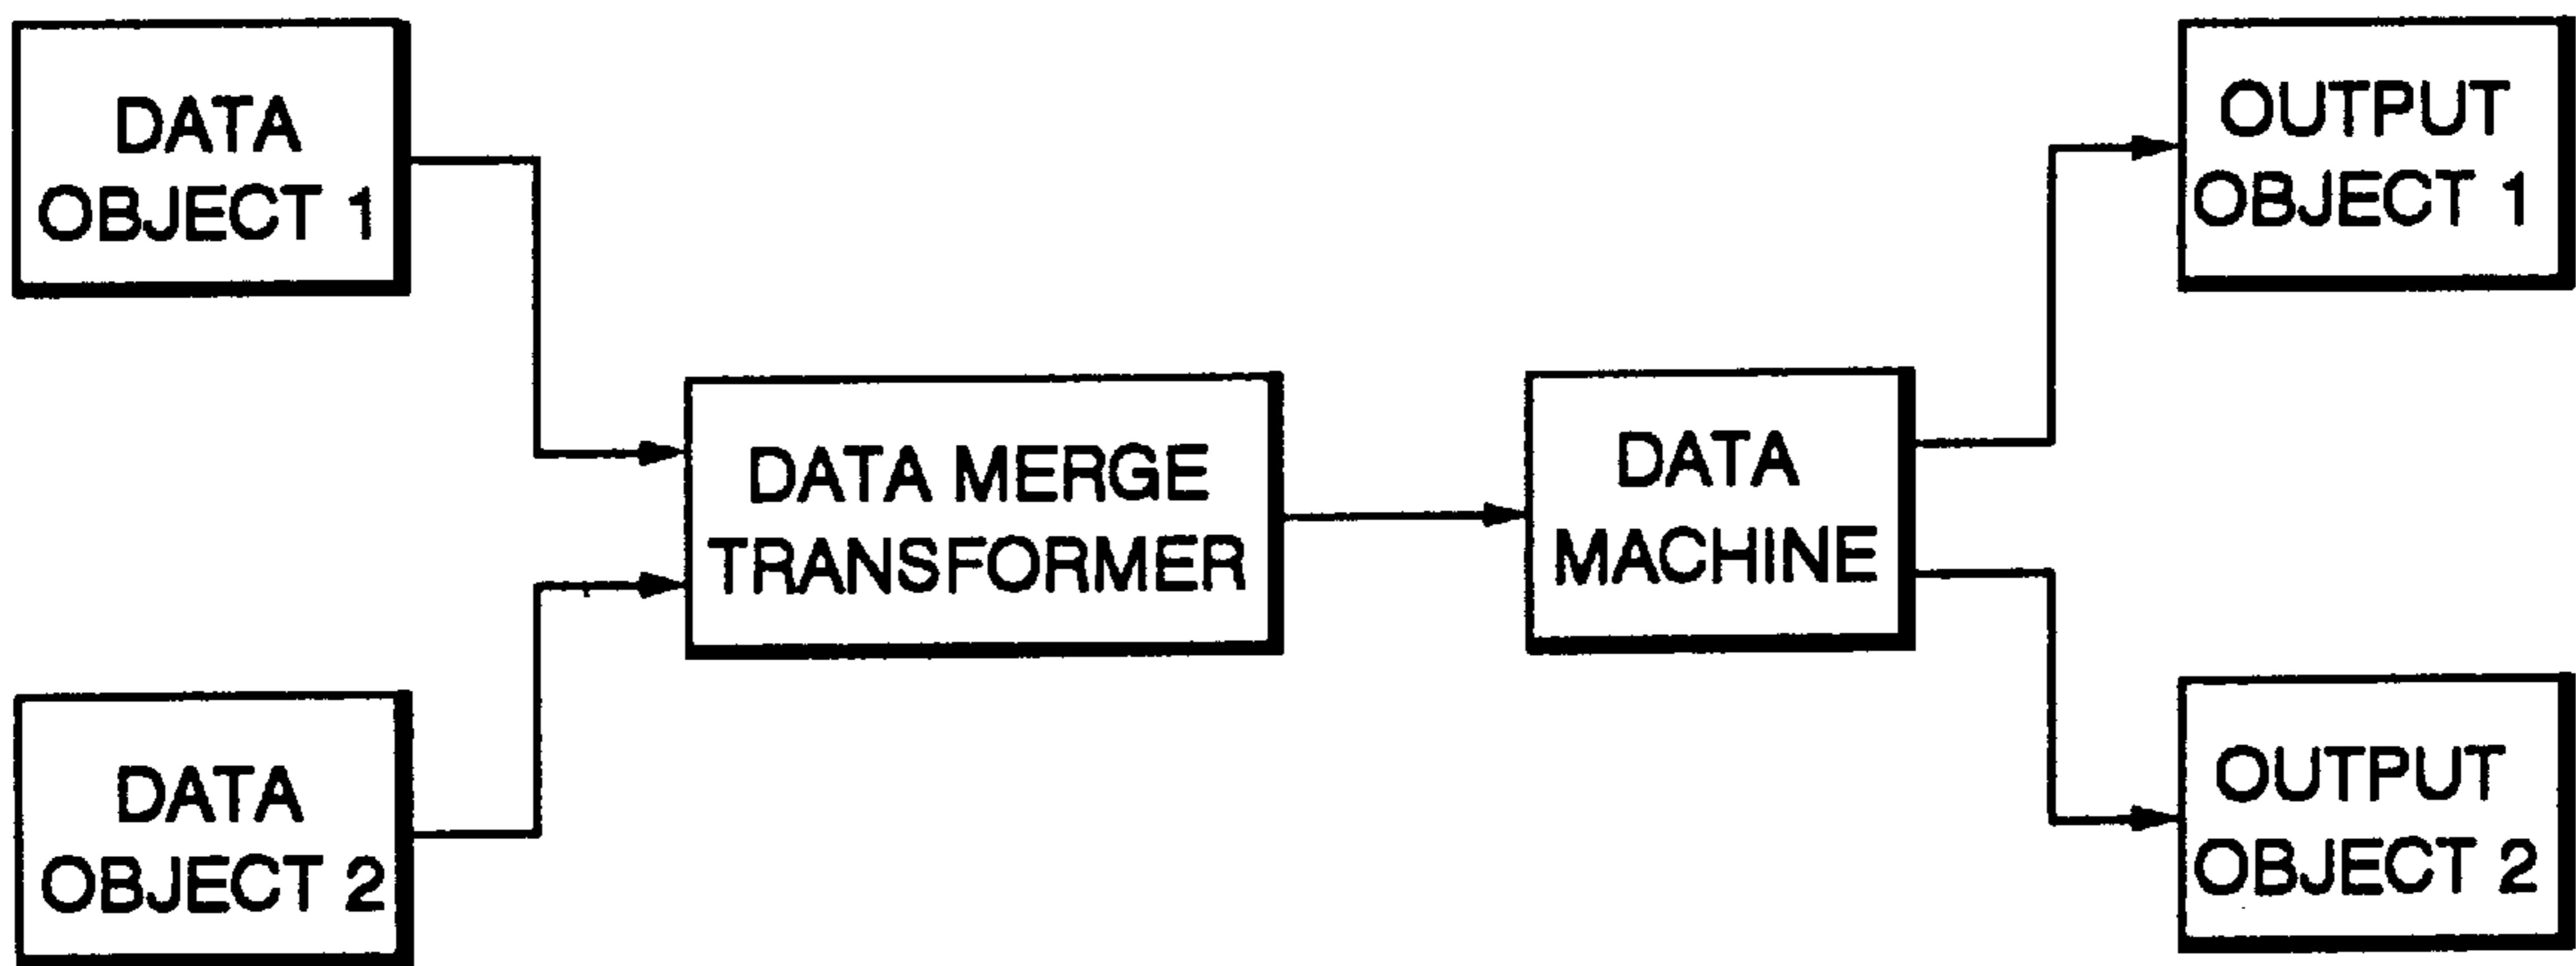 DATA
OBJECT 1
DATA
OBJECT 2
DATA MERGE
TRANSFORMER
DATA
MACHINE
OUTPUT
OBJECT 1
OUTPUT
OBJECT 2